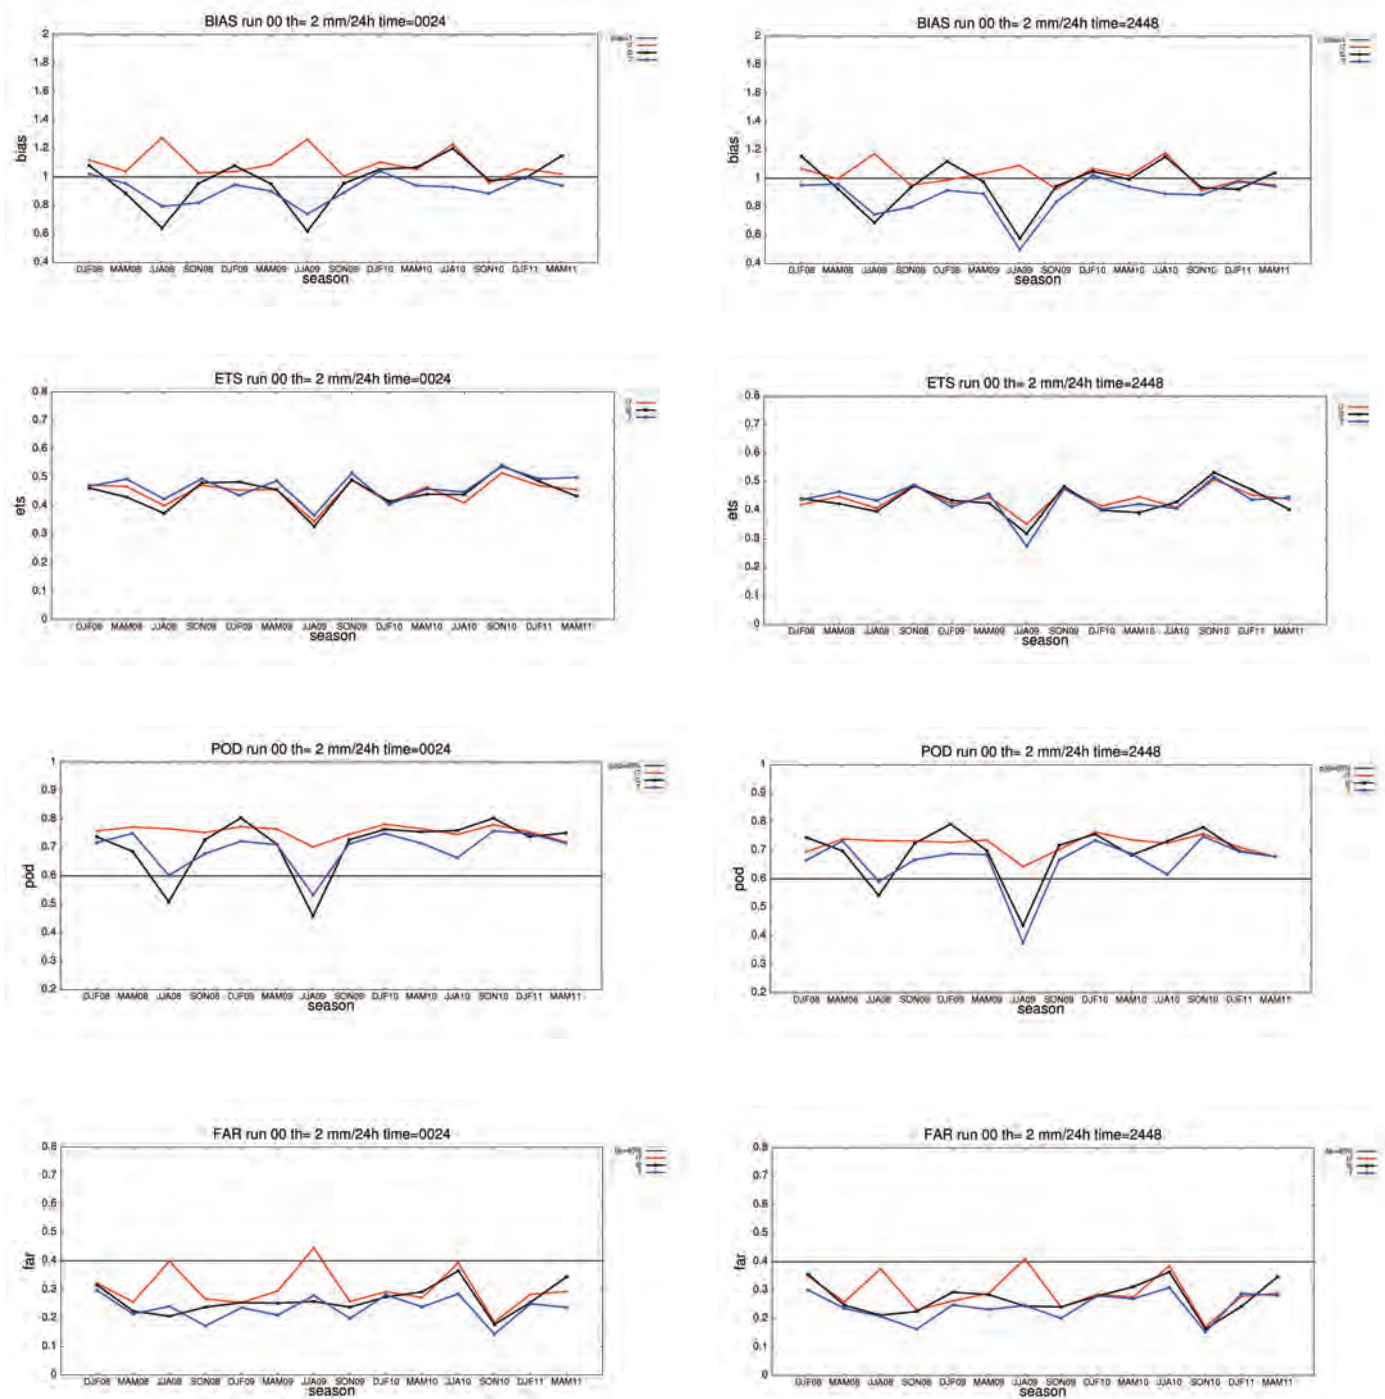 BIAS run 00 th= 2 mm/24h time=0024
2
1.8
1.6
1.4
1.2
1
0.8
0.6
0.4
bias
DJF08 MAM08 JJA08 SON08 DJF09 MAM09 JJA09 SON09 DJF10 MAM10 JJA10 SON10 DJF11 MAM11
season
BIAS run 00 th= 2 mm/24h time=2448
2
1.8
1.6
1.4
1.2
1
0.8
0.6
0.4
bias
DJF08 MAM08 JJA08 SON08 DJF09 MAM09 JJA09 SON09 DJF10 MAM10 JJA10 SON10 DJF11 MAM11
season
ETS run 00 th= 2 mm/24h time=0024
0.8
0.7
0.6
0.5
0.4
0.3
0.2
0.1
0
ets
DJF08 MAM08 JJA08 SON08 DJF09 MAM09 JJA09 SON09 DJF10 MAM10 JJA10 SON10 DJF11 MAM11
season
ETS run 00 th= 2 mm/24h time=2448
0.8
0.7
0.6
0.5
0.4
0.3
0.2
0.1
0
ets
DJF08 MAM08 JJA08 SON08 DJF09 MAM09 JJA09 SON09 DJF10 MAM10 JJA10 SON10 DJF11 MAM11
season
POD run 00 th= 2 mm/24h time=0024
1
0.9
0.8
0.7
0.6
0.5
0.4
0.3
0.2
pod
DJF08 MAM08 JJA08 SON08 DJF09 MAM09 JJA09 SON09 DJF10 MAM10 JJA10 SON10 DJF11 MAM11
season
POD run 00 th= 2 mm/24h time=2448
1
0.9
0.8
0.7
0.6
0.5
0.4
0.3
0.2
pod
DJF08 MAM08 JJA08 SON08 DJF09 MAM09 JJA09 SON09 DJF10 MAM10 JJA10 SON10 DJF11 MAM11
season
FAR run 00 th= 2 mm/24h time=0024
0.8
0.7
0.6
0.5
0.4
0.3
0.2
0.1
0
far
DJF08 MAM08 JJA08 SON08 DJF09 MAM09 JJA09 SON09 DJF10 MAM10 JJA10 SON10 DJF11 MAM11
season
FAR run 00 th= 2 mm/24h time=2448
0.8
0.7
0.6
0.5
0.4
0.3
0.2
0.1
0
far
DJF08 MAM08 JJA08 SON08 DJF09 MAM09 JJA09 SON09 DJF10 MAM10 JJA10 SON10 DJF11 MAM11
season